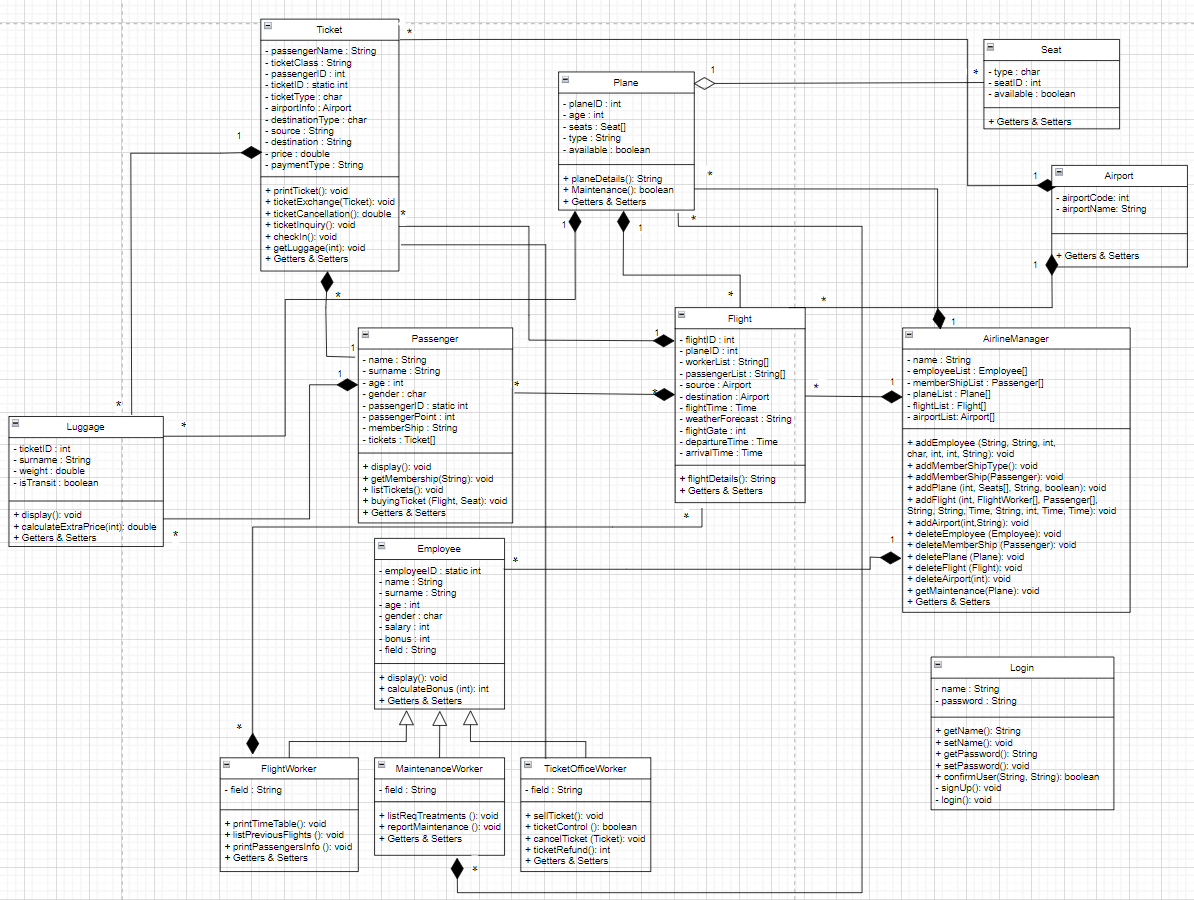 Ticket
- passengerName : String
- ticketClass : String
- passengerID : int
- ticketID : static int
- ticketType : char
- airportInfo : Airport
- destinationType : char
- source : String
- destination : String
- price : double
- paymentType : String
+ printTicket(): void
+ ticketExchange(Ticket): void
+ ticketCancellation(): double
+ ticketInquiry(): void
+ checkIn(): void
+ getLuggage(int): void
+ Getters & Setters
*
1
*
*
Plane
- planeID : int
- age : int
- seats : Seat[]
- type : String
- available : boolean
+ planeDetails(): String
+ Maintenance(): boolean
+ Getters & Setters
1
*
*
1
1
Seat
- type : char
- seatID : int
- available : boolean
+ Getters & Setters
*
Airport
- airportCode: int
- airportName: String
+ Getters & Setters
1
1
Passenger
- name : String
- surname : String
- age : int
- gender : char
- passengerID : static int
- passengerPoint : int
- memberShip : String
- tickets : Ticket[]
+ display(): void
+ getMembership(String): void
+ listTickets(): void
+ buyingTicket (Flight, Seat): void
+ Getters & Setters
1
1
*
Flight
- flightID : int
- planeID : int
- workerList : String[]
- passengerList : String[]
- source : Airport
- destination : Airport
- flightTime : Time
- weatherForecast : String
- flightGate : int
- departureTime : Time
- arrivalTime : Time
+ flightDetails(): String
+ Getters & Setters
*
*
1
*
*
*
AirlineManager
- name : String
- employeeList : Employee[]
- memberShipList : Passenger[]
- planeList : Plane[]
- flightList : Flight[]
- airportList: Airport[]
+ addEmployee (String, String, int,
char, int, int, String): void
+ addMemberShipType(): void
+ addMemberShip(Passenger): void
+ addPlane (int, Seats[], String, boolean): void
+ addFlight (int, FlightWorker[], Passenger[],
String, String, Time, String, int, Time, Time): void
+ addAirport(int,String): void
+ deleteEmployee (Employee): void
+ deleteMemberShip (Passenger): void
+ deletePlane (Plane): void
+ deleteFlight (Flight): void
+ deleteAirport(int): void
+ getMaintenance(Plane): void
+ Getters & Setters
1
1
1
Luggage
- ticketID : int
- surname : String
- weight : double
- isTransit : boolean
+ display(): void
+ calculateExtraPrice(int): double
+ Getters & Setters
*
*
*
Employee
- employeeID : static int
- name : String
- surname : String
- age : int
- gender : char
- salary : int
- bonus : int
- field : String
+ display(): void
+ calculateBonus (int): int
+ Getters & Setters
*
Login
- name : String
- password : String
+ getName(): String
+ setName(): void
+ getPassword(): String
+ setPassword(): void
+ confirmUser(String, String): boolean
- signUp(): void
- login(): void
FlightWorker
- field : String
+ printTimeTable(): void
+ listPreviousFlights (): void
+ printPassengersInfo (): void
+ Getters & Setters
*
MaintenanceWorker
- field : String
+ listReqTreatments (): void
+ reportMaintenance (): void
+ Getters & Setters
*
TicketOfficeWorker
- field : String
+ sellTicket(): void
+ ticketControl (): boolean
+ cancelTicket (Ticket): void
+ ticketRefund(): int
+ Getters & Setters